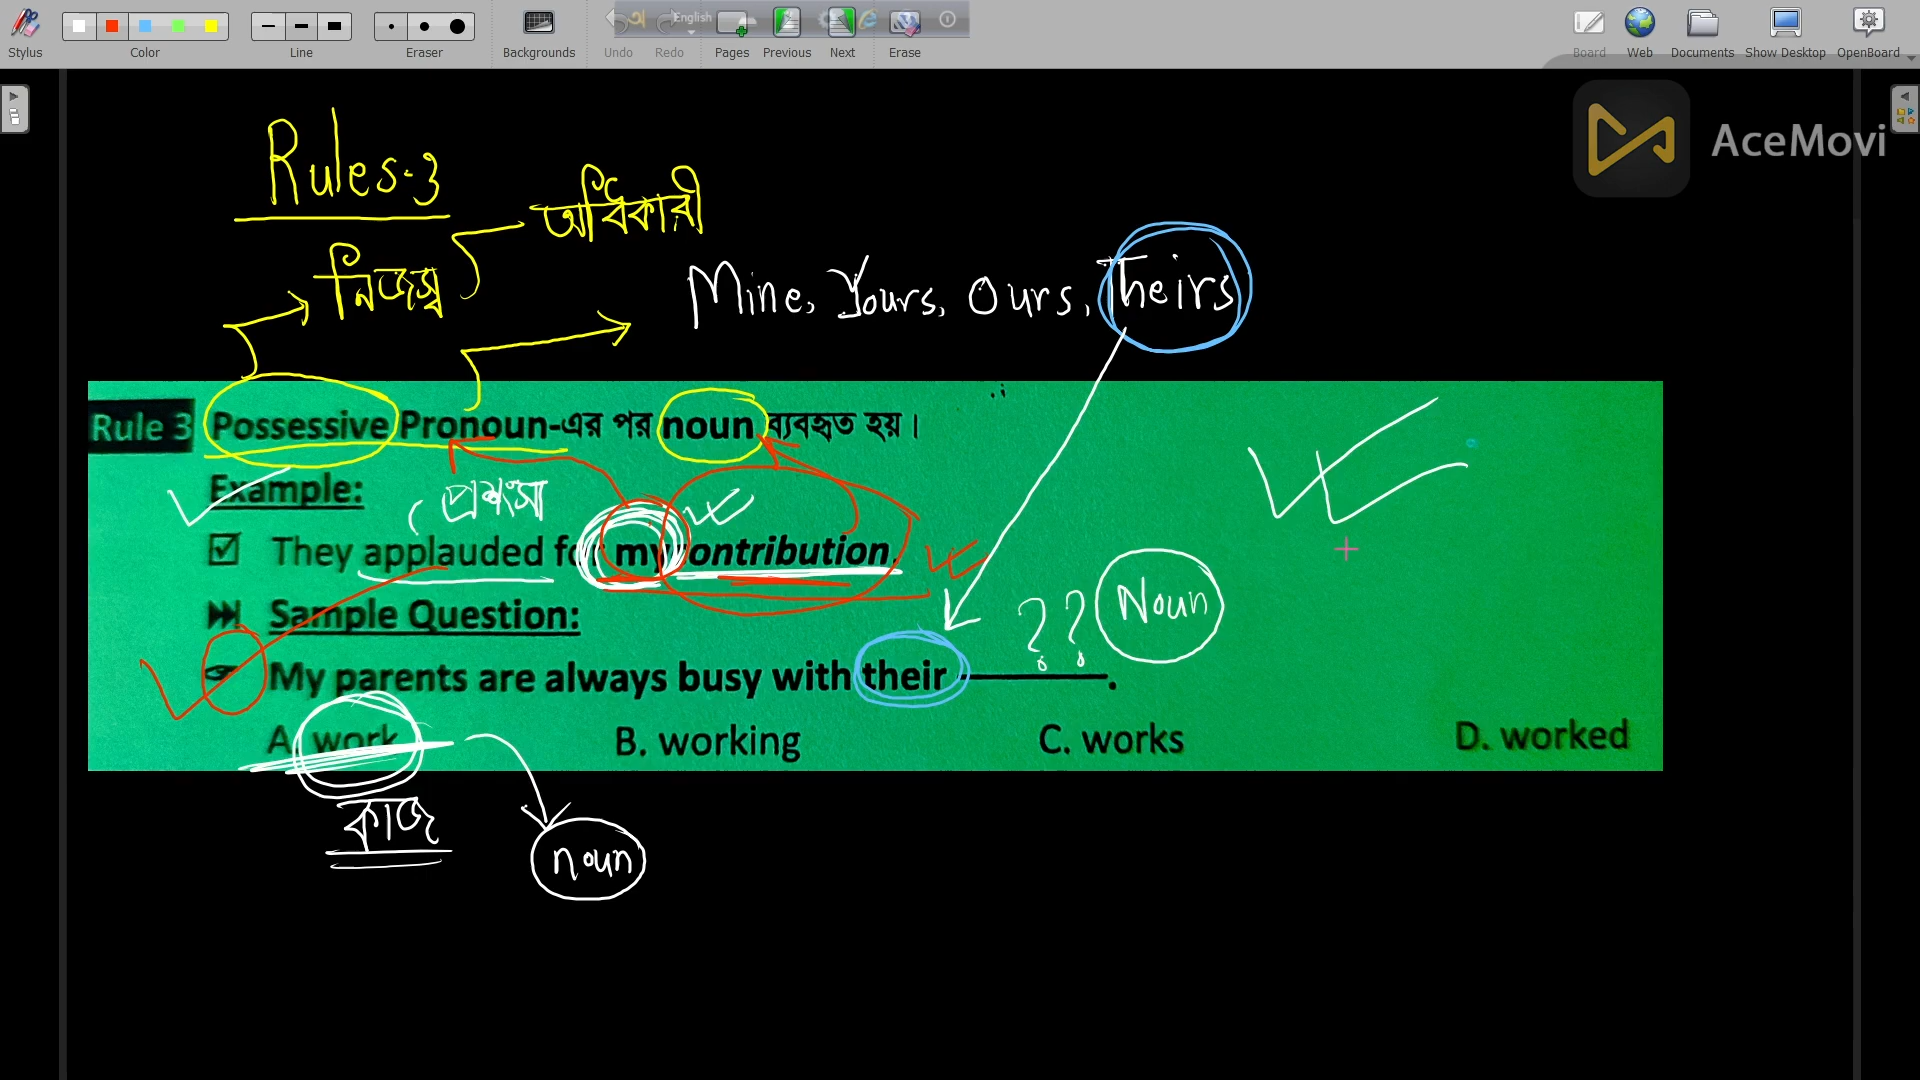 Stylus Color Line Eraser Backgrounds Undo Redo Pages Previous Next Erase Board Web Documents Show Desktop OpenBoard
English
AceMovi
Rules-3
অধিকারী
নিজস্ব
Mine, Yours, Ours, Theirs
Rule 3 Possessive Pronoun-এর পর noun ব্যবহৃত হয়।
Example:
প্রশংসা
They applauded for my contribution.
Sample Question:
?? Noun
My parents are always busy with their ________.
A. work B. working C. works D. worked
কাজ
noun